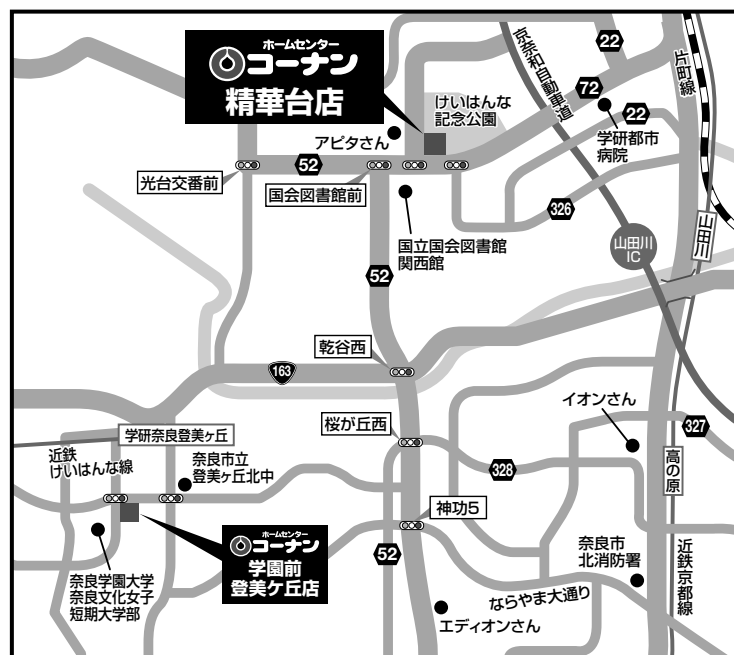 ホームセンター
コーナン
精華台店
京奈和自動車道
22
片町線
けいはんな
記念公園
72
22
アピタさん
学研都市
病院
52
光台交番前
国会図書館前
326
国立国会図書館
関西館
山田川
IC
山田川
52
乾谷西
163
イオンさん
桜が丘西
327
学研奈良登美ヶ丘
近鉄
けいはんな線
奈良市立
登美ヶ丘北中
328
高の原
神功5
ホームセンター
コーナン
学園前
登美ケ丘店
52
奈良市
北消防署
近鉄京都線
奈良学園大学
奈良文化女子
短期大学部
ならやま大通り
エディオンさん